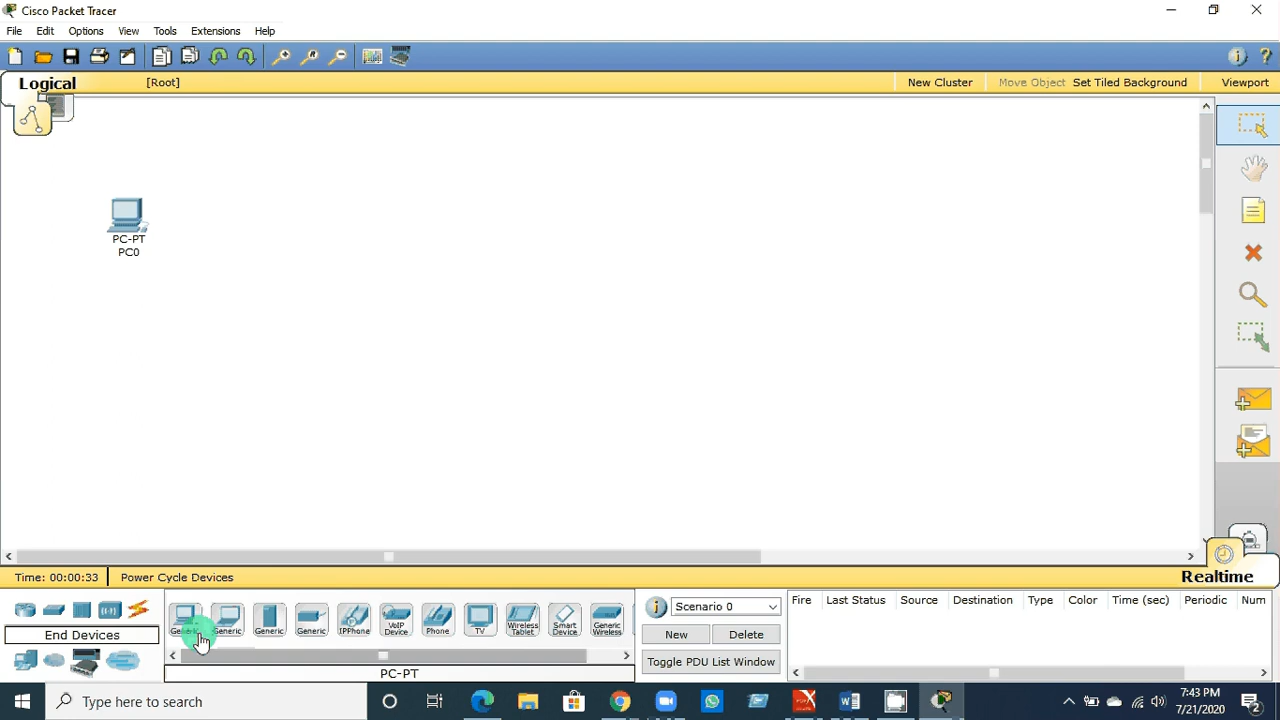 Cisco Packet Tracer
File Edit Options View Tools Extensions Help
Logical [Root] New Cluster Move Object Set Tiled Background Viewport
PC-PT
PC0
Time: 00:00:33 Power Cycle Devices
Realtime
End Devices
Generic Generic Generic Generic IPPhone VoIP Device Phone TV Wireless Tablet Smart Device Generic Wireless
PC-PT
Scenario 0
New Delete
Toggle PDU List Window
Fire Last Status Source Destination Type Color Time (sec) Periodic Num
Type here to search
7:43 PM
7/21/2020
2